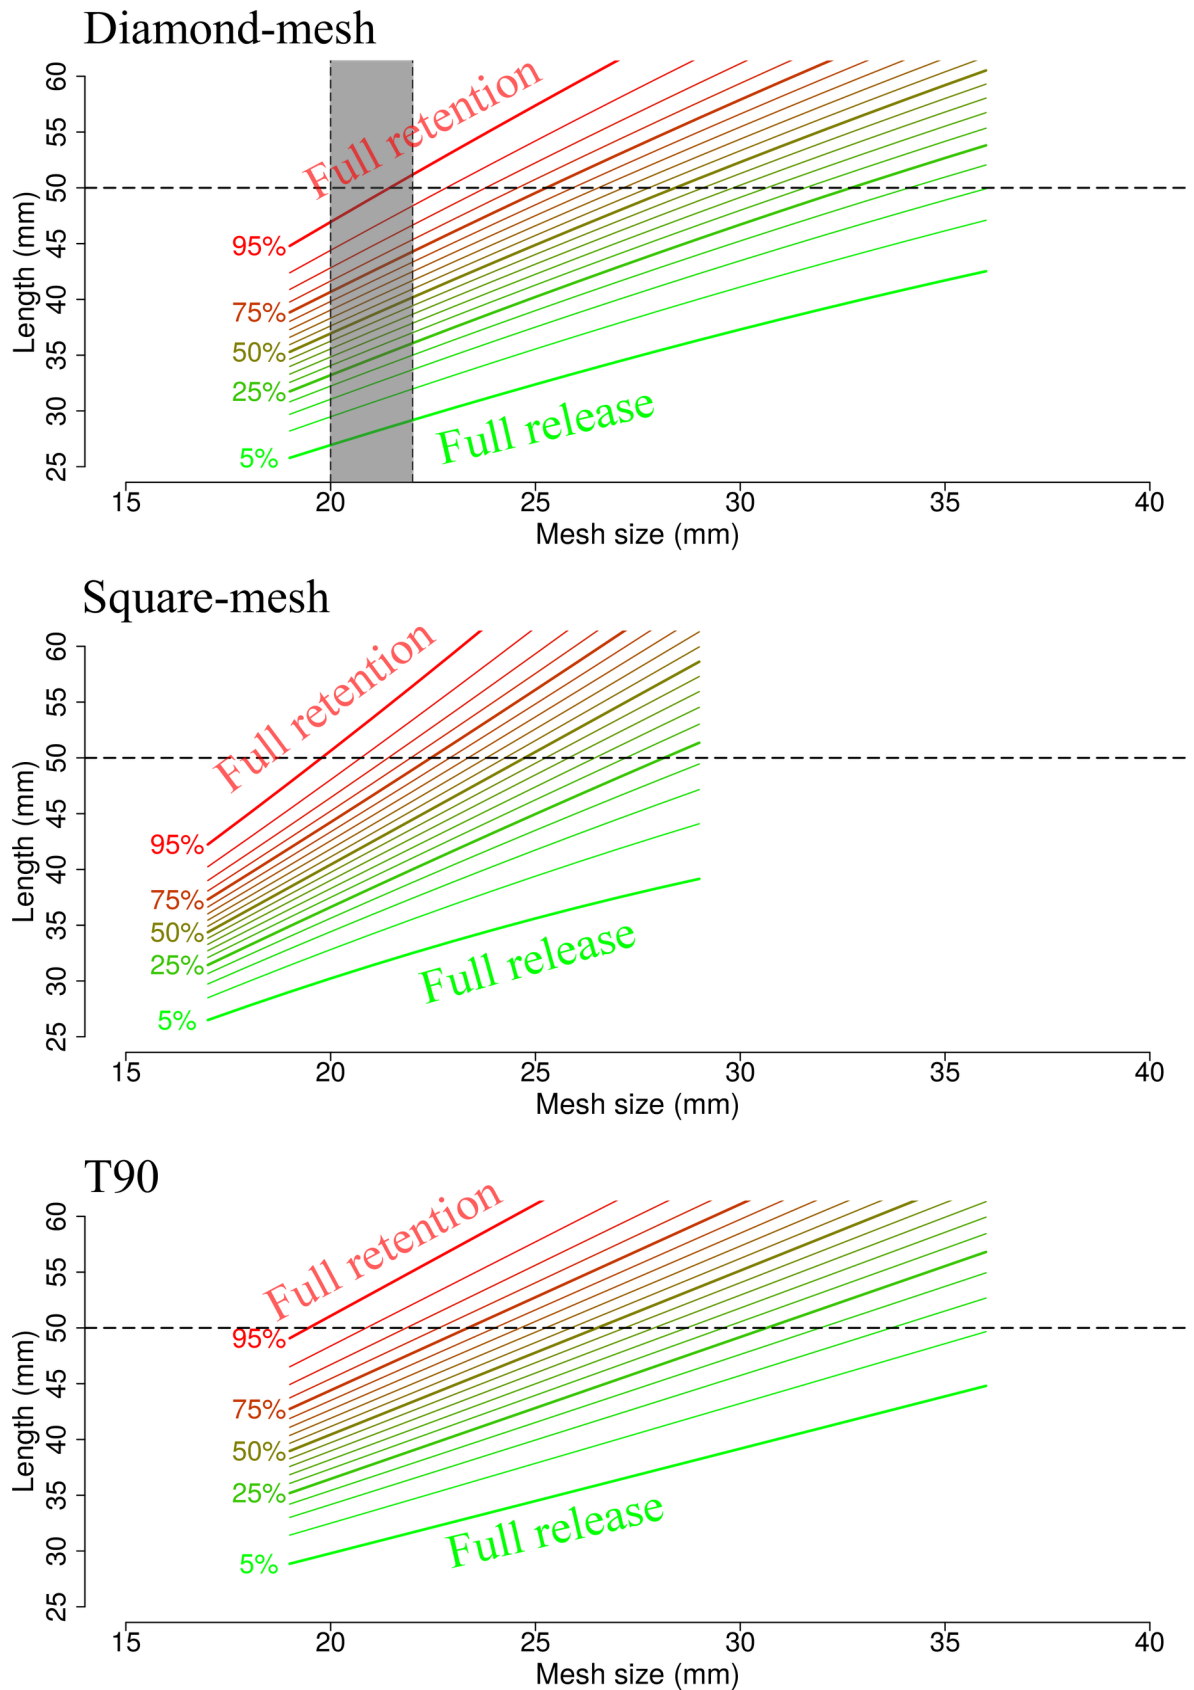 Diamond-mesh
Length (mm)
60
55
50
45
40
35
30
25
Full retention
95%
75%
50%
25%
5%
Full release
15 20 25 30 35 40
Mesh size (mm)
Square-mesh
Length (mm)
60
55
50
45
40
35
30
25
Full retention
95%
75%
50%
25%
5%
Full release
15 20 25 30 35 40
Mesh size (mm)
T90
Length (mm)
60
55
50
45
40
35
30
25
Full retention
95%
75%
50%
25%
5%
Full release
15 20 25 30 35 40
Mesh size (mm)